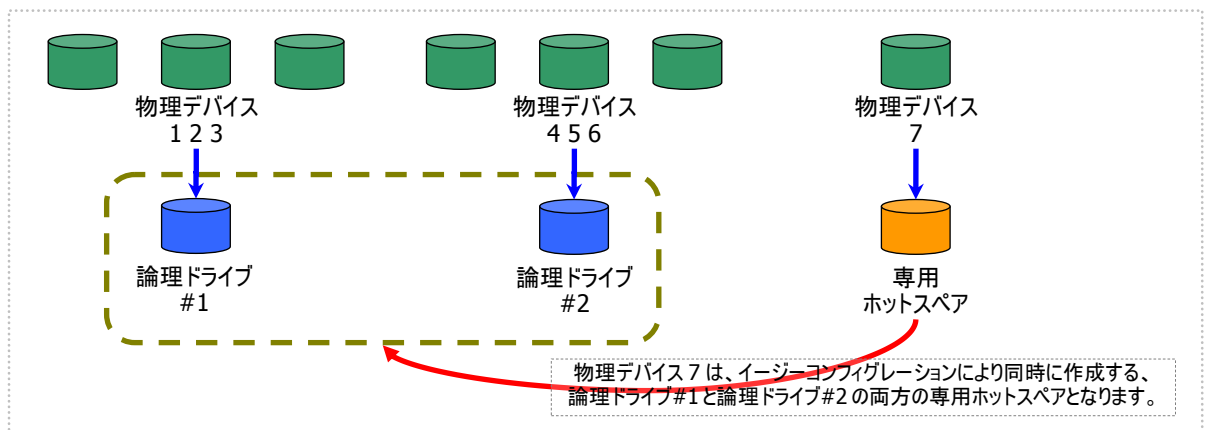 物理デバイス
1 2 3
物理デバイス
4 5 6
物理デバイス
7
論理ドライブ
#1
論理ドライブ
#2
専用
ホットスペア
物理デバイス7は、イージーコンフィグレーションにより同時に作成する、
論理ドライブ#1と論理ドライブ#2の両方の専用ホットスペアとなります。